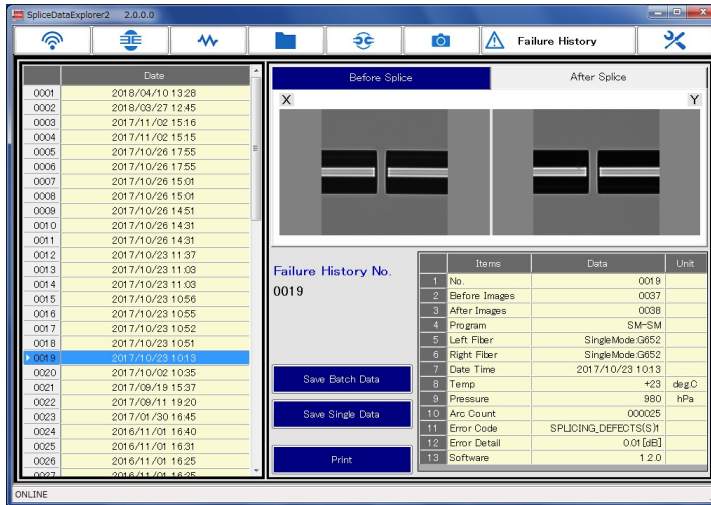 SpliceDataExplorer2 2.0.0.0
Failure History
Date
0001 2018/04/10 13:28
0002 2018/03/27 12:45
0003 2017/11/02 15:16
0004 2017/11/02 15:15
0005 2017/10/26 17:55
0006 2017/10/26 17:55
0007 2017/10/26 15:01
0008 2017/10/26 15:01
0009 2017/10/26 14:51
0010 2017/10/26 14:31
0011 2017/10/26 14:31
0012 2017/10/23 11:37
0013 2017/10/23 11:03
0014 2017/10/23 11:03
0015 2017/10/23 10:56
0016 2017/10/23 10:55
0017 2017/10/23 10:52
0018 2017/10/23 10:51
0019 2017/10/23 10:13
0020 2017/10/02 10:35
0021 2017/09/19 15:37
0022 2017/09/11 19:20
0023 2017/01/30 16:45
0024 2016/11/01 16:40
0025 2016/11/01 16:31
0026 2016/11/01 16:25
0027 2016/11/01 16:25
Before Splice After Splice
X Y
Failure History No.
0019
Save Batch Data
Save Single Data
Print
Items Data Unit
1 No. 0019
2 Before Images 0037
3 After Images 0038
4 Program SM-SM
5 Left Fiber SingleMode:G652
6 Right Fiber SingleMode:G652
7 Date Time 2017/10/23 10:13
8 Temp +23 deg.C
9 Pressure 980 hPa
10 Arc Count 000025
11 Error Code SPLICING_DEFECTS(S)1
12 Error Detail 0.01 [dB]
13 Software 1.2.0
ONLINE